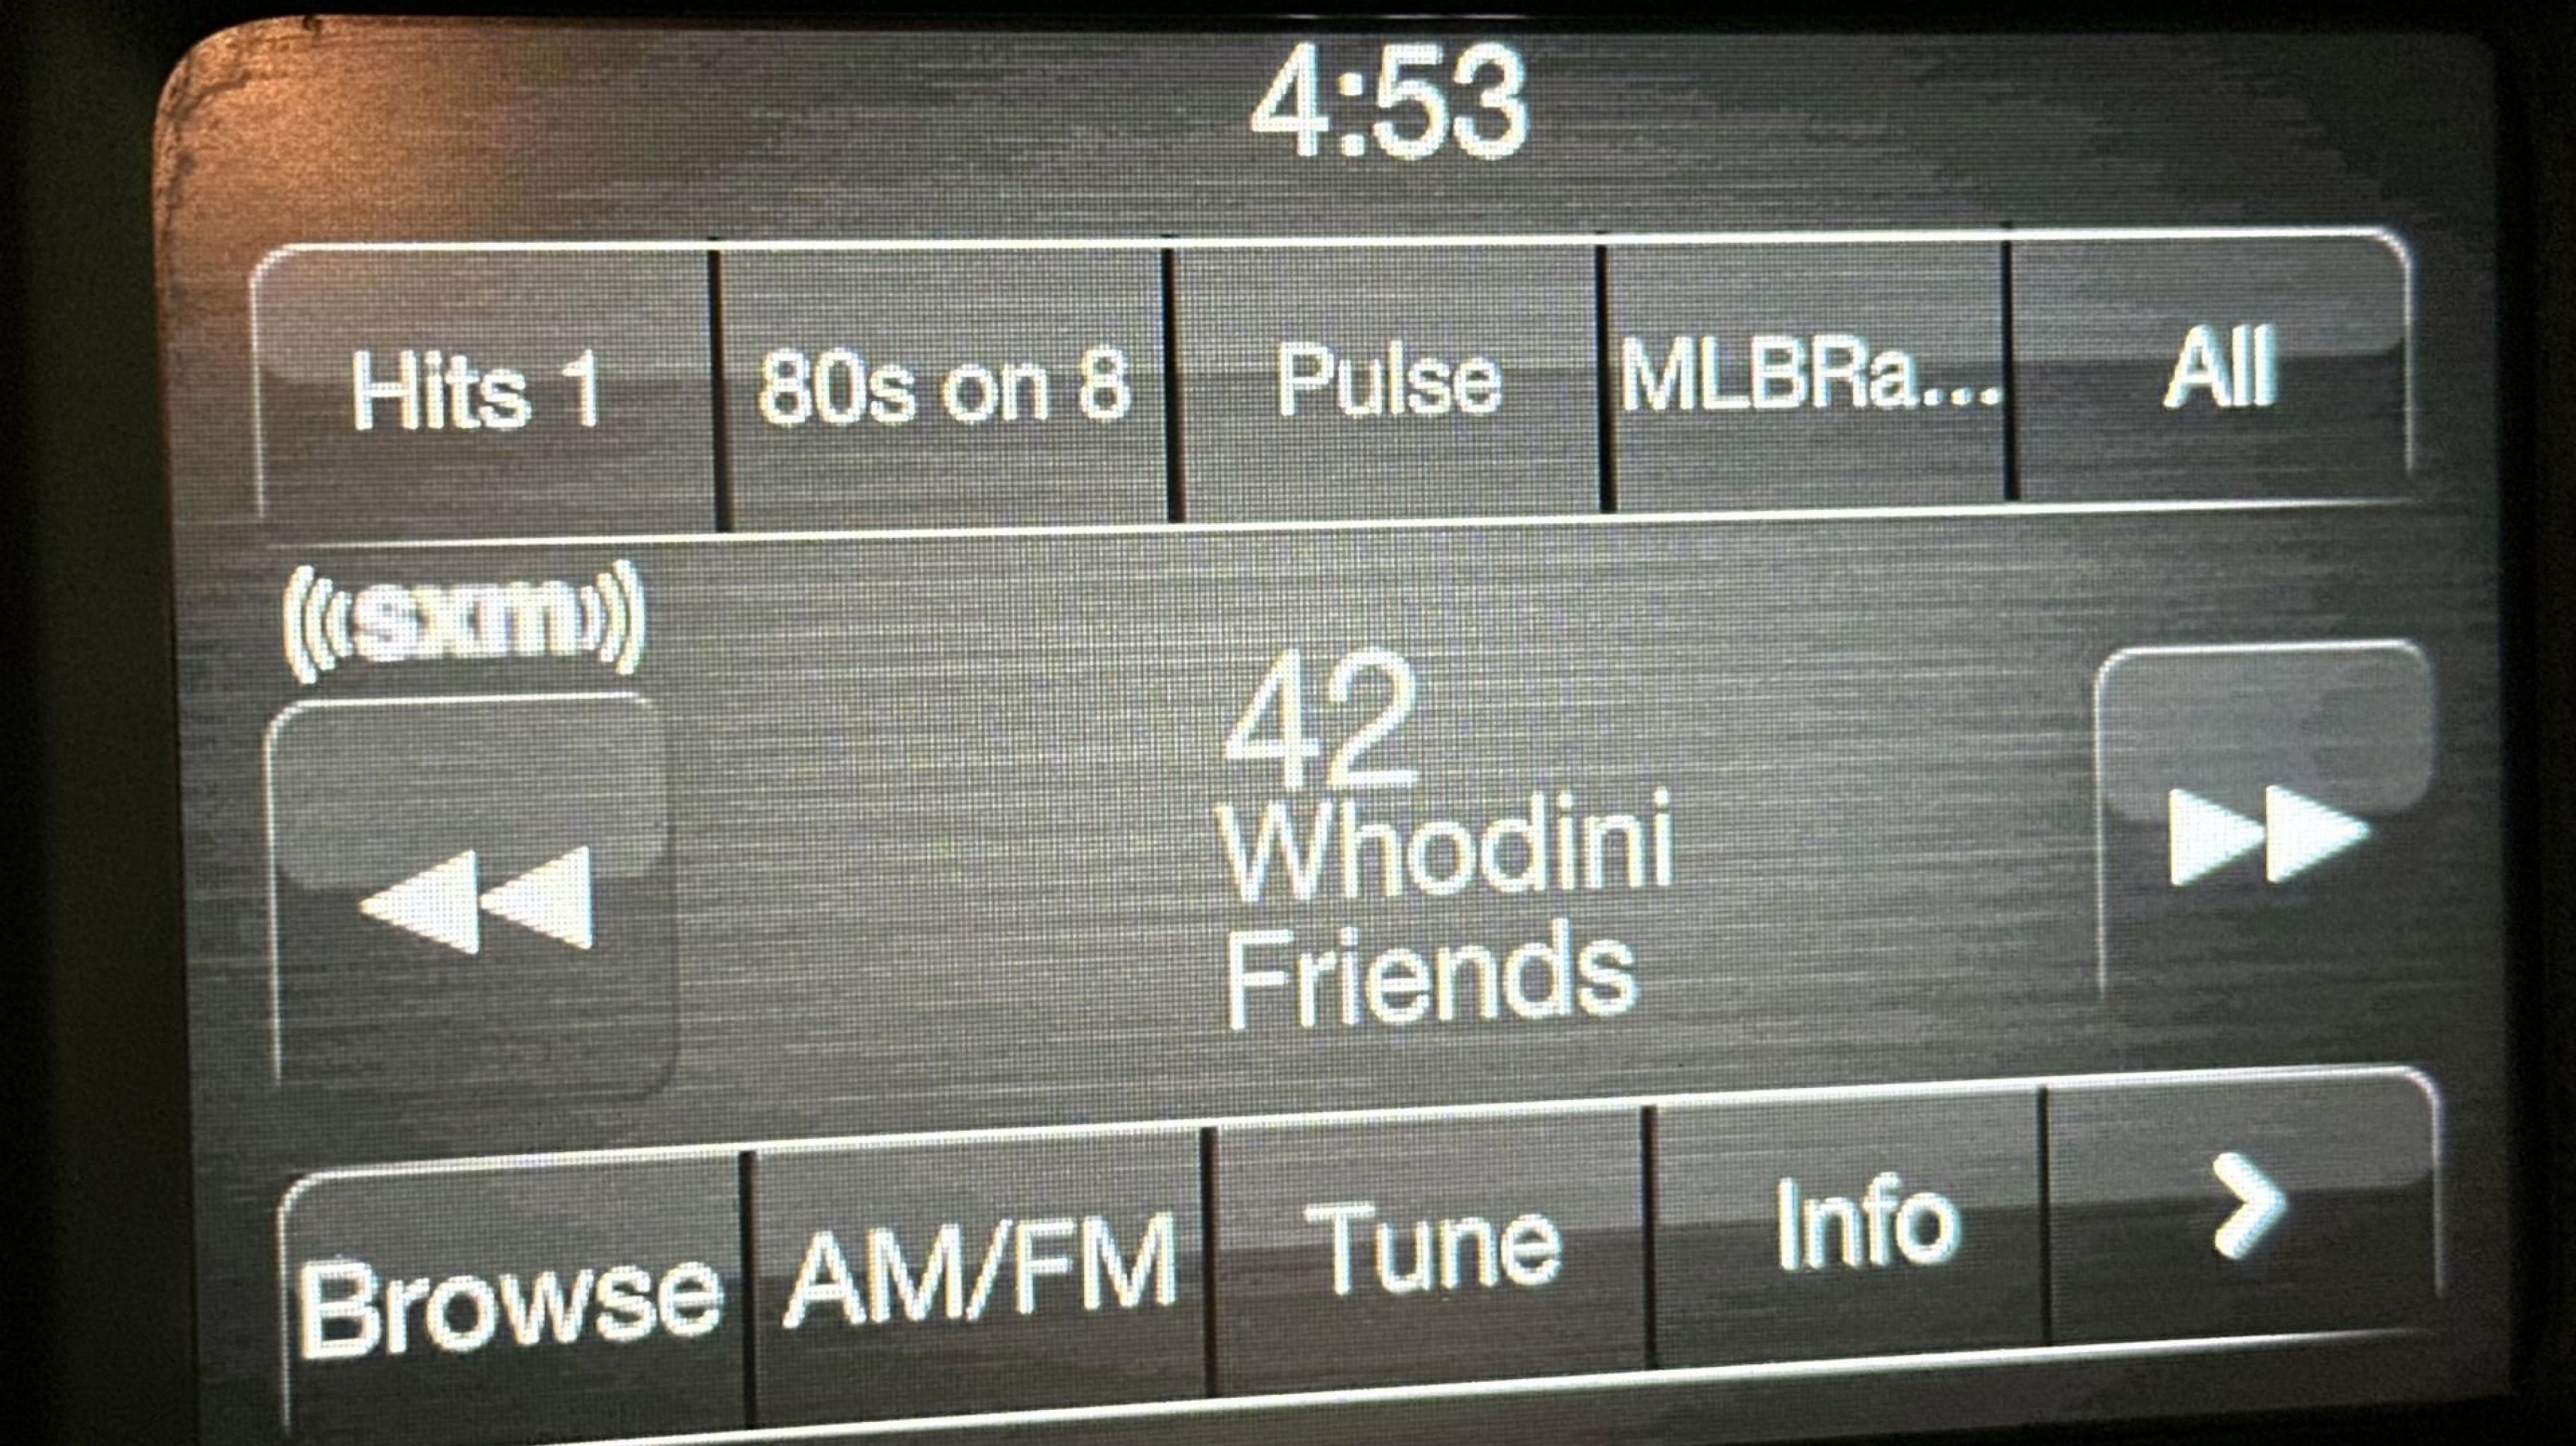 4:53
Hits 1 80s on 8 Pulse MLBRa... All
((( sxm )))
42
Whodini
Friends
Browse AM/FM Tune Info >